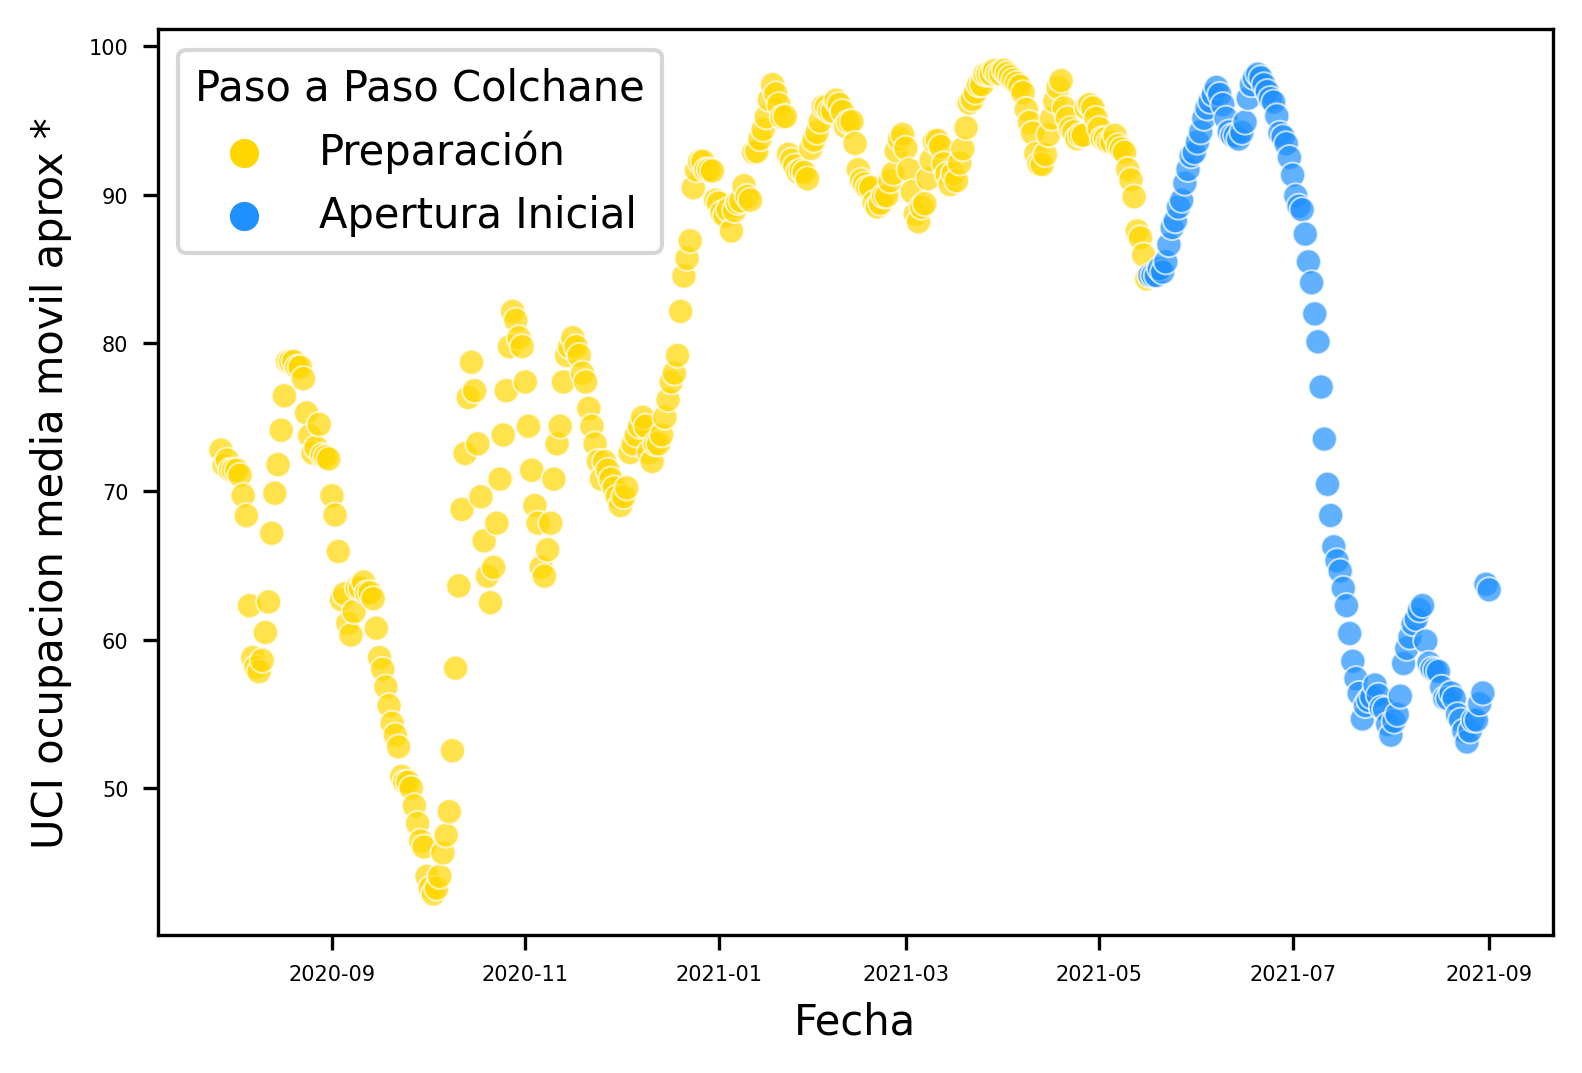 Paso a Paso Colchane
Preparación
Apertura Inicial
UCI ocupacion media movil aprox *
100
90
80
70
60
50
2020-09
2020-11
2021-01
2021-03
2021-05
2021-07
2021-09
Fecha